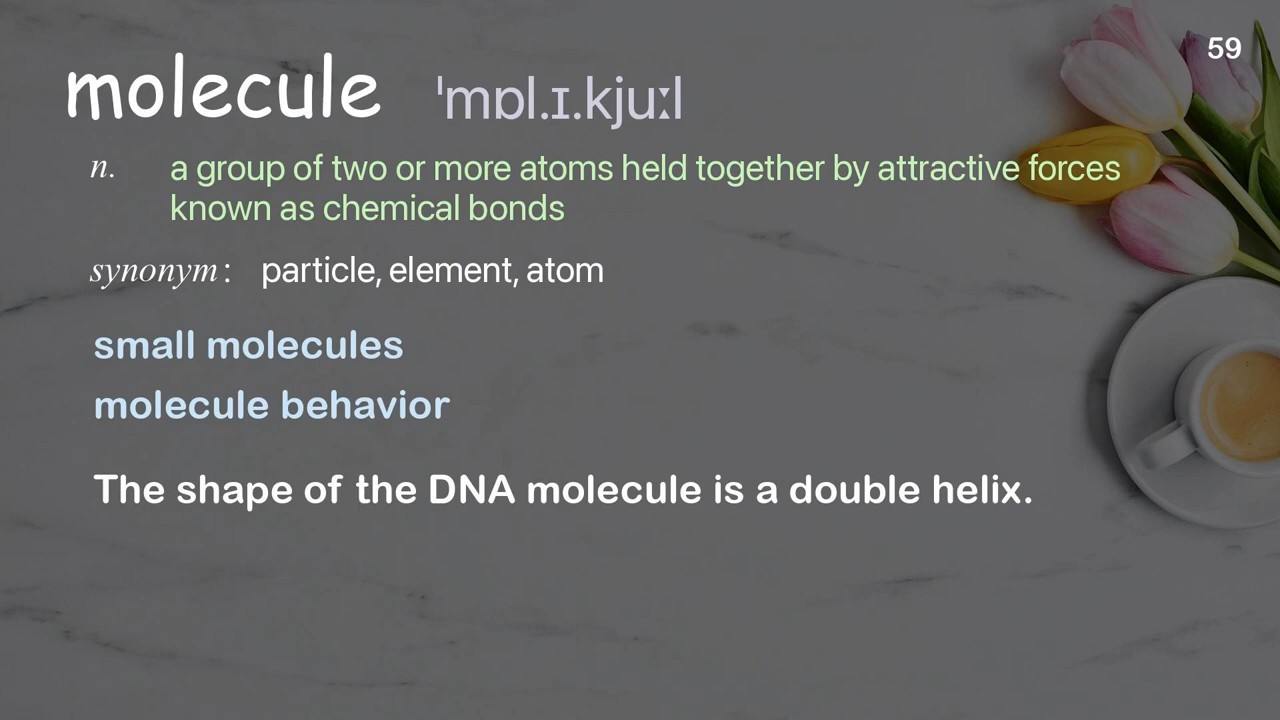 59
molecule ˈmɒl.ɪ.kjuːl
n. a group of two or more atoms held together by attractive forces
known as chemical bonds
synonym: particle, element, atom
small molecules
molecule behavior
The shape of the DNA molecule is a double helix.